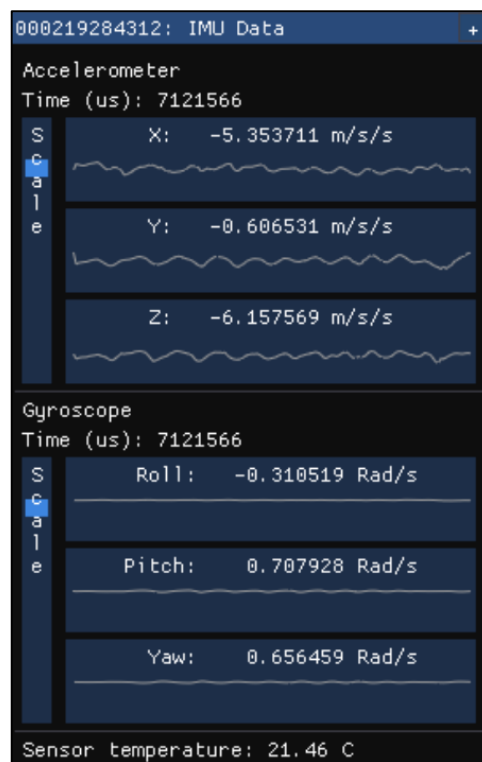 000219284312: IMU Data +
Accelerometer
Time (us): 7121566
Scale
X: -5.353711 m/s/s
Y: -0.606531 m/s/s
Z: -6.157569 m/s/s
Gyroscope
Time (us): 7121566
Scale
Roll: -0.310519 Rad/s
Pitch: 0.707928 Rad/s
Yaw: 0.656459 Rad/s
Sensor temperature: 21.46 C